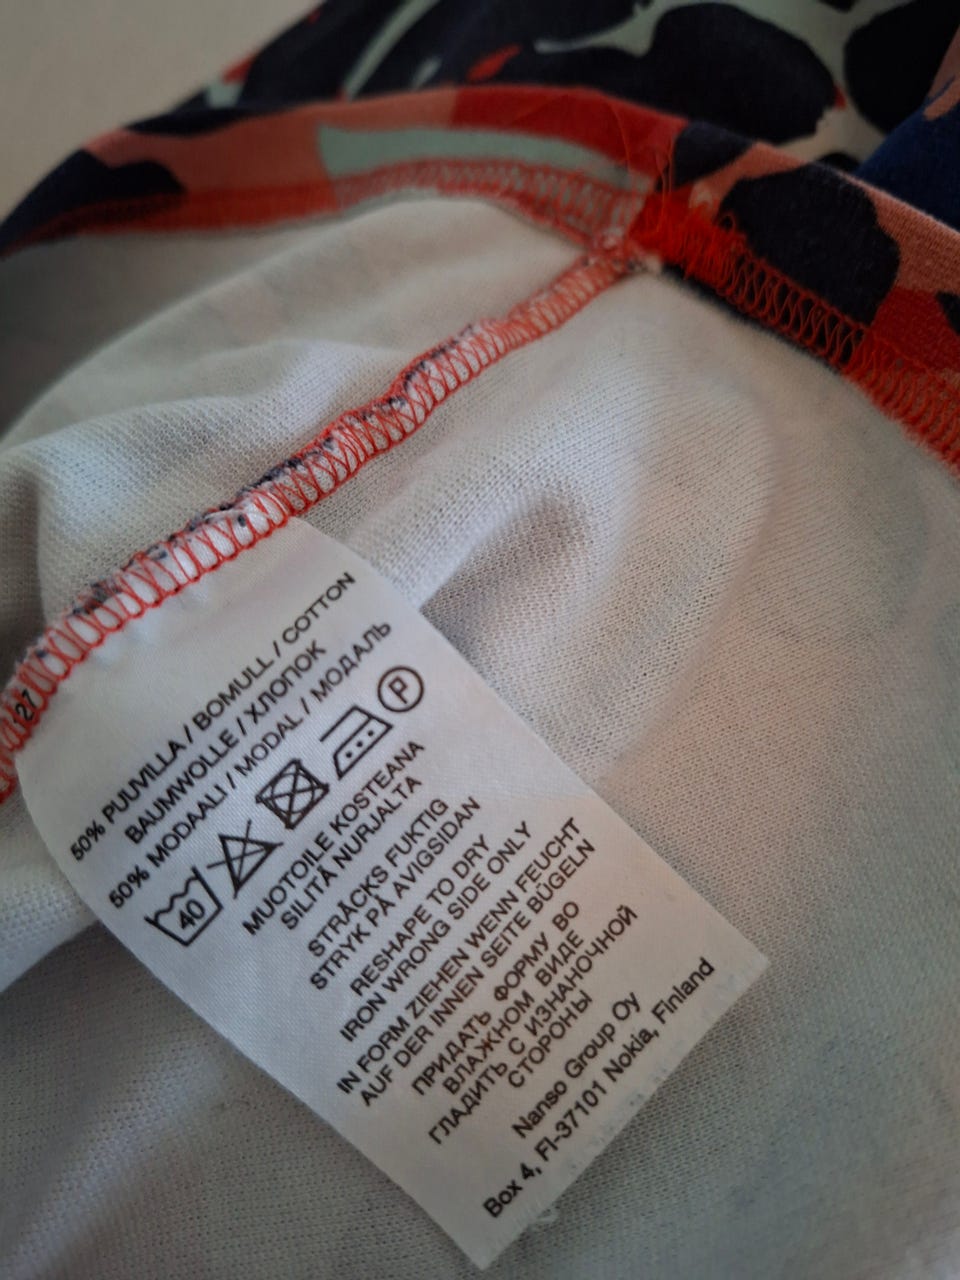 127
50% PUUVILLA / BOMULL / COTTON
BAUMWOLLE / ХЛОПОК
50% MODAALI / MODAL / МОДАЛЬ
40 P
MUOTOILE KOSTEANA
SILITÄ NURJALTA
STRÄCKS FUKTIG
STRYK PÅ AVIGSIDAN
RESHAPE TO DRY
IRON WRONG SIDE ONLY
IN FORM ZIEHEN WENN FEUCHT
AUF DER INNEN SEITE BÜGELN
ПРИДАТЬ ФОРМУ ВО
ВЛАЖНОМ ВИДЕ
ГЛАДИТЬ С ИЗНАНОЧНОЙ
СТОРОНЫ
Nanso Group Oy
Box 4, FI-37101 Nokia, Finland